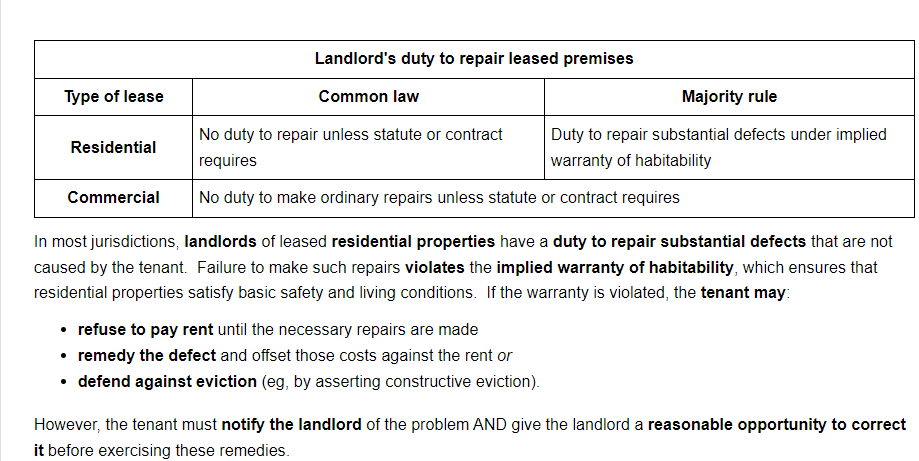 Landlord's duty to repair leased premises
Type of lease
Common law
Majority rule
Residential
No duty to repair unless statute or contract
requires
Duty to repair substantial defects under implied
warranty of habitability
Commercial
No duty to make ordinary repairs unless statute or contract requires
In most jurisdictions, landlords of leased residential properties have a duty to repair substantial defects that are not
caused by the tenant.  Failure to make such repairs violates the implied warranty of habitability, which ensures that
residential properties satisfy basic safety and living conditions.  If the warranty is violated, the tenant may:
• refuse to pay rent until the necessary repairs are made
• remedy the defect and offset those costs against the rent or
• defend against eviction (eg, by asserting constructive eviction).
However, the tenant must notify the landlord of the problem AND give the landlord a reasonable opportunity to correct
it before exercising these remedies.